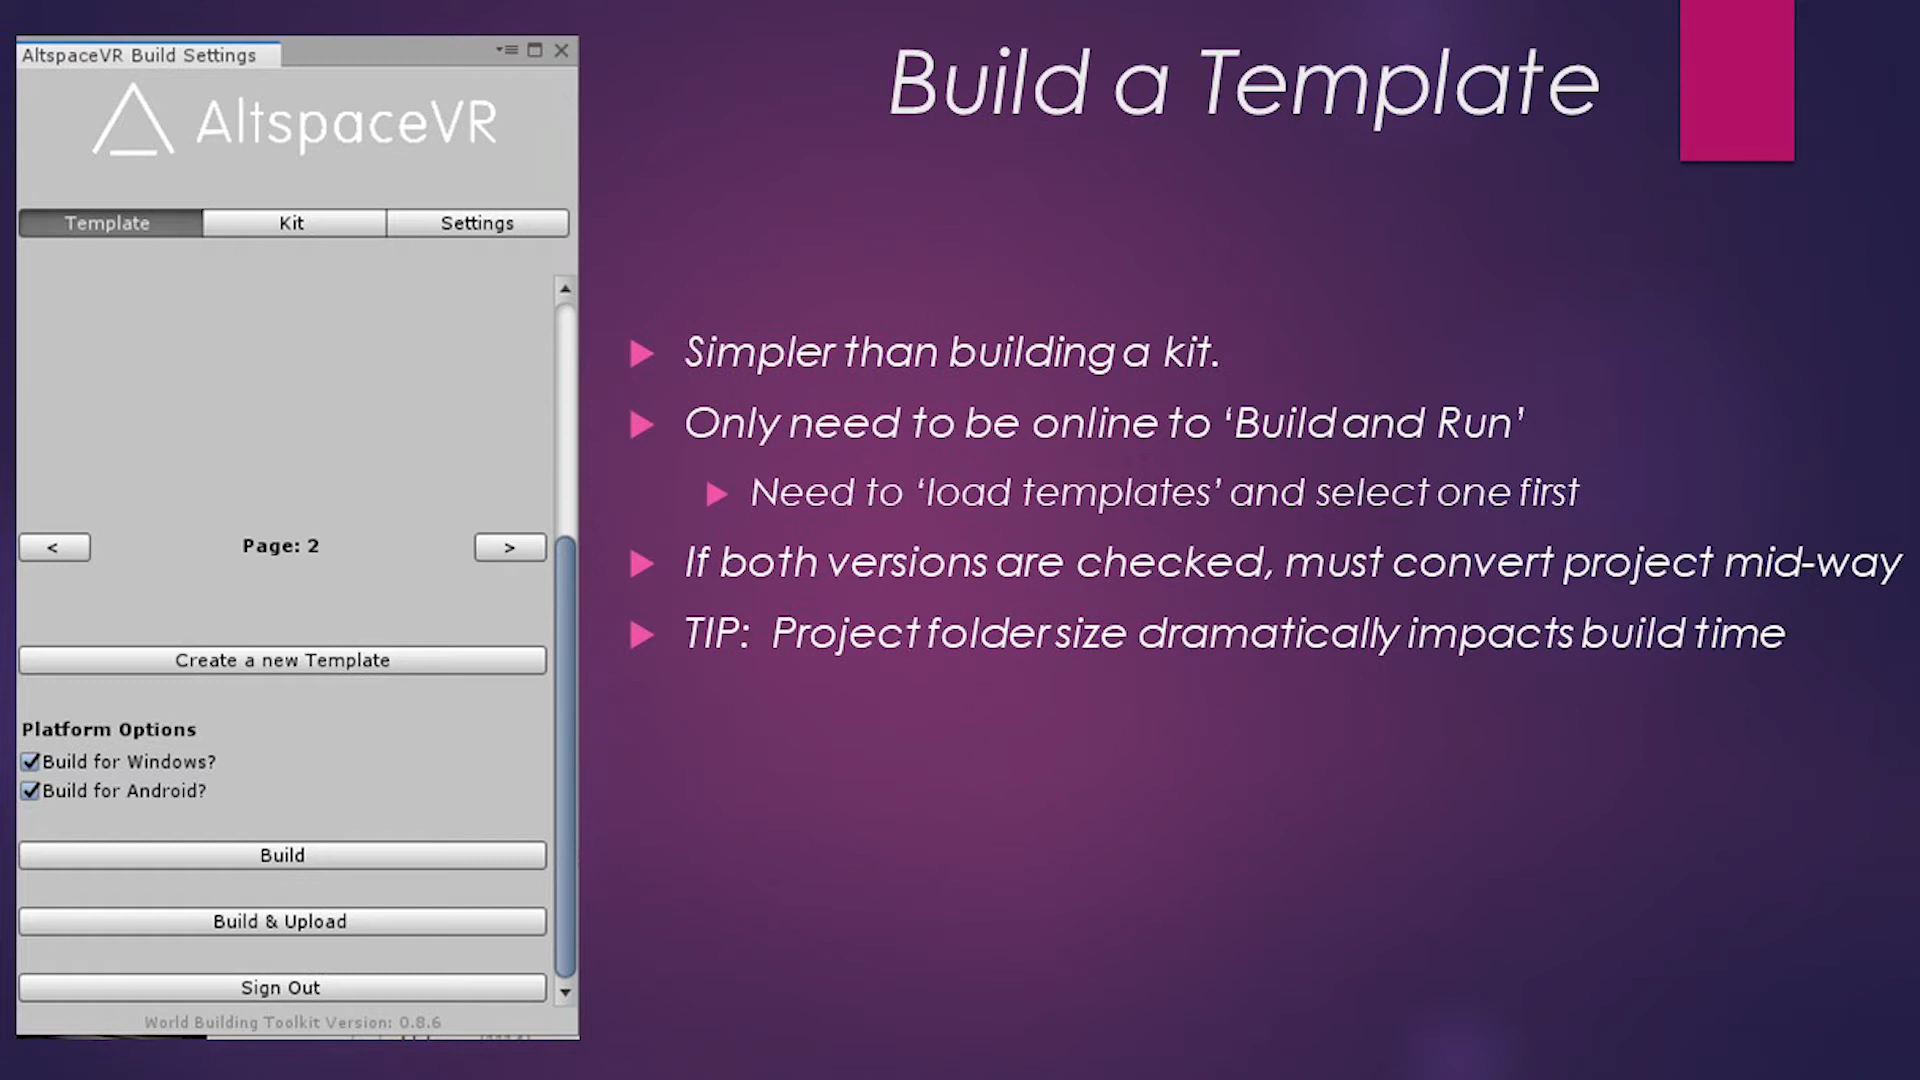 AltspaceVR Build Settings
AltspaceVR
Template Kit Settings
< Page: 2 >
Create a new Template
Platform Options
Build for Windows?
Build for Android?
Build
Build & Upload
Sign Out
World Building Toolkit Version: 0.8.6
Build a Template
Simpler than building a kit.
Only need to be online to ‘Build and Run’
Need to ‘load templates’ and select one first
If both versions are checked, must convert project mid-way
TIP: Project folder size dramatically impacts build time